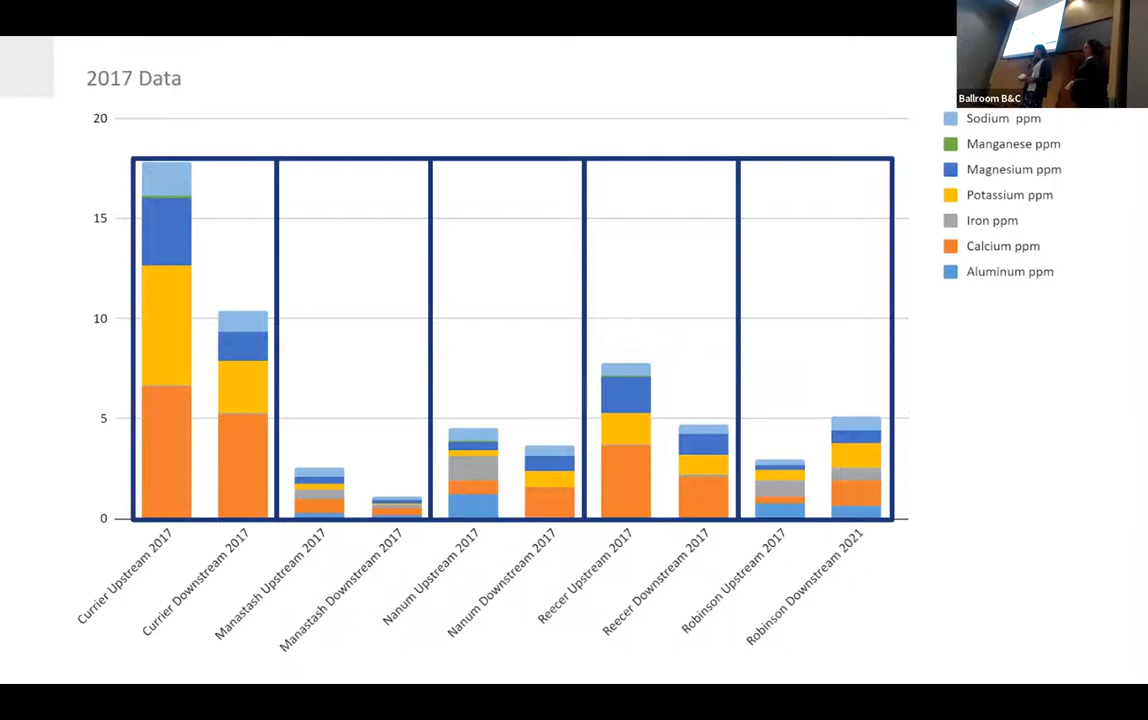 2017 Data
Ballroom B&C
20
15
10
5
0
Sodium ppm
Manganese ppm
Magnesium ppm
Potassium ppm
Iron ppm
Calcium ppm
Aluminum ppm
Currier Upstream 2017
Currier Downstream 2017
Manastash Upstream 2017
Manastash Downstream 2017
Nanum Upstream 2017
Nanum Downstream 2017
Reecer Upstream 2017
Reecer Downstream 2017
Robinson Upstream 2017
Robinson Downstream 2021